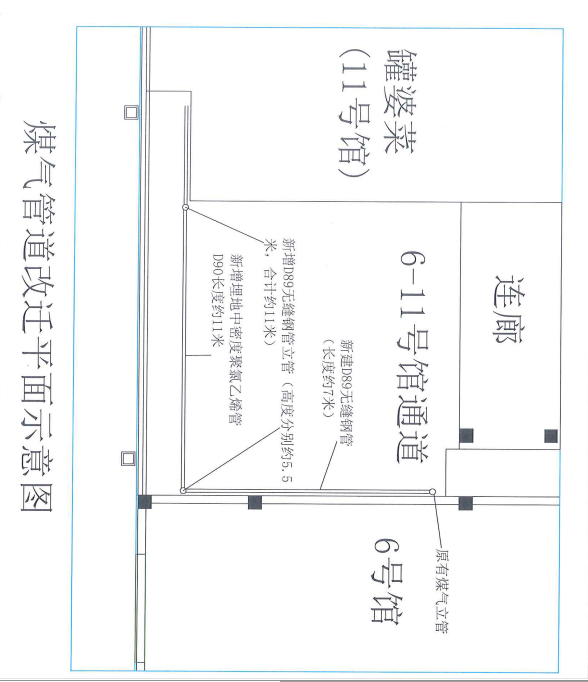 连廊
罐婆菜
(11号馆)
6-11号馆通道
6号馆
原有煤气立管
新建D89无缝钢管
（长度约7米）
新增D89无缝钢管立管（高度分别约5.5
米，合计约11米）
新增埋地中密度聚氯乙烯管
D90长度约11米
煤气管道改迁平面示意图